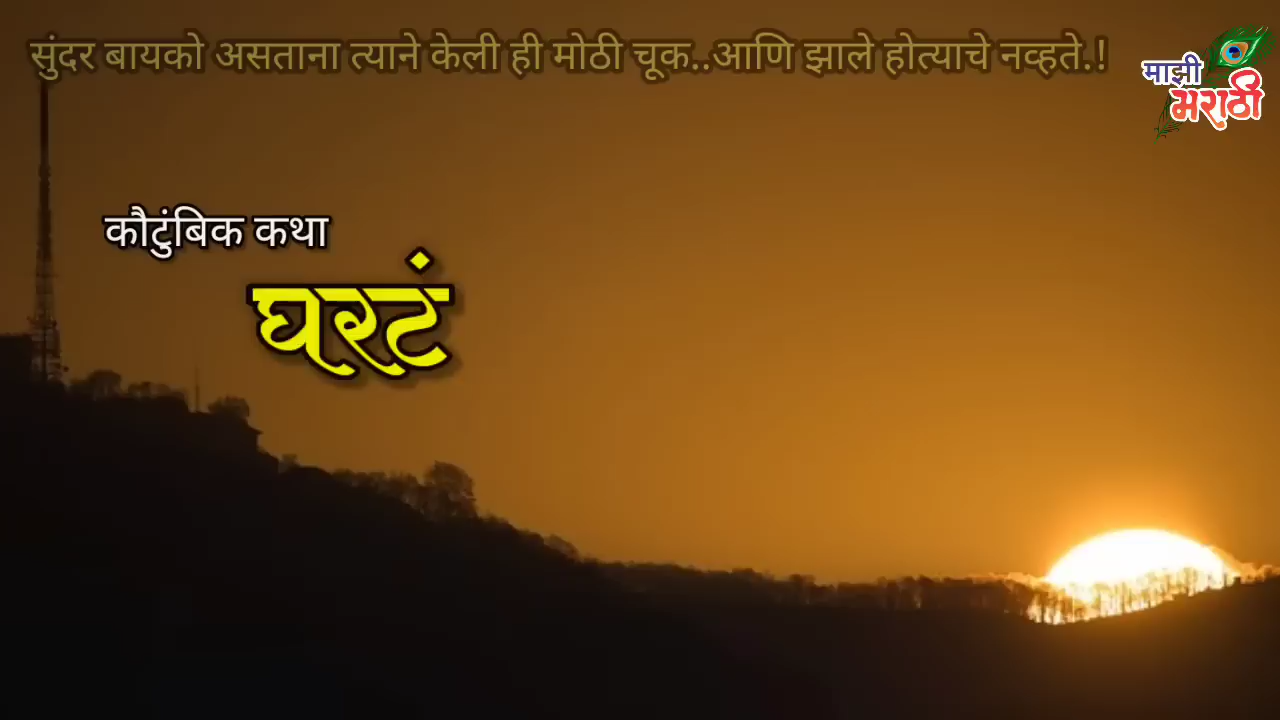 सुंदर बायको असताना त्याने केली ही मोठी चूक..आणि झाले होत्याचे नव्हते.!
माझी
मराठी
कौटुंबिक कथा
घरटं